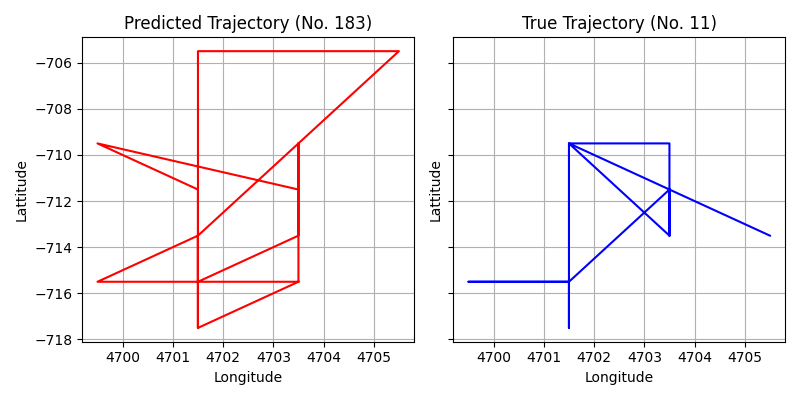 Predicted Trajectory (No. 183)
True Trajectory (No. 11)
−706
−708
−710
−712
−714
−716
−718
Lattitude
Lattitude
4700 4701 4702 4703 4704 4705
4700 4701 4702 4703 4704 4705
Longitude
Longitude